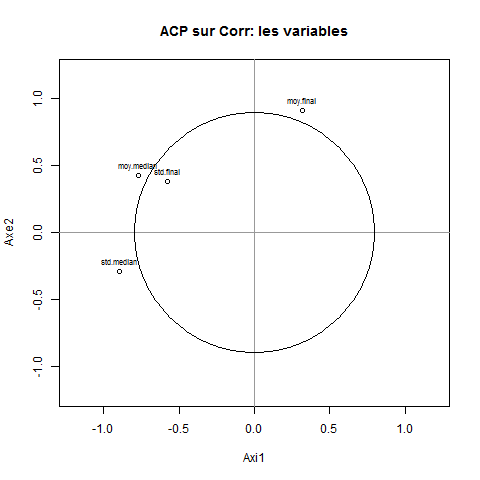 ACP sur Corr: les variables
moy.final
moy.median
std.final
std.median
Axe2
1.0
0.5
0.0
-0.5
-1.0
-1.0 -0.5 0.0 0.5 1.0
Axi1